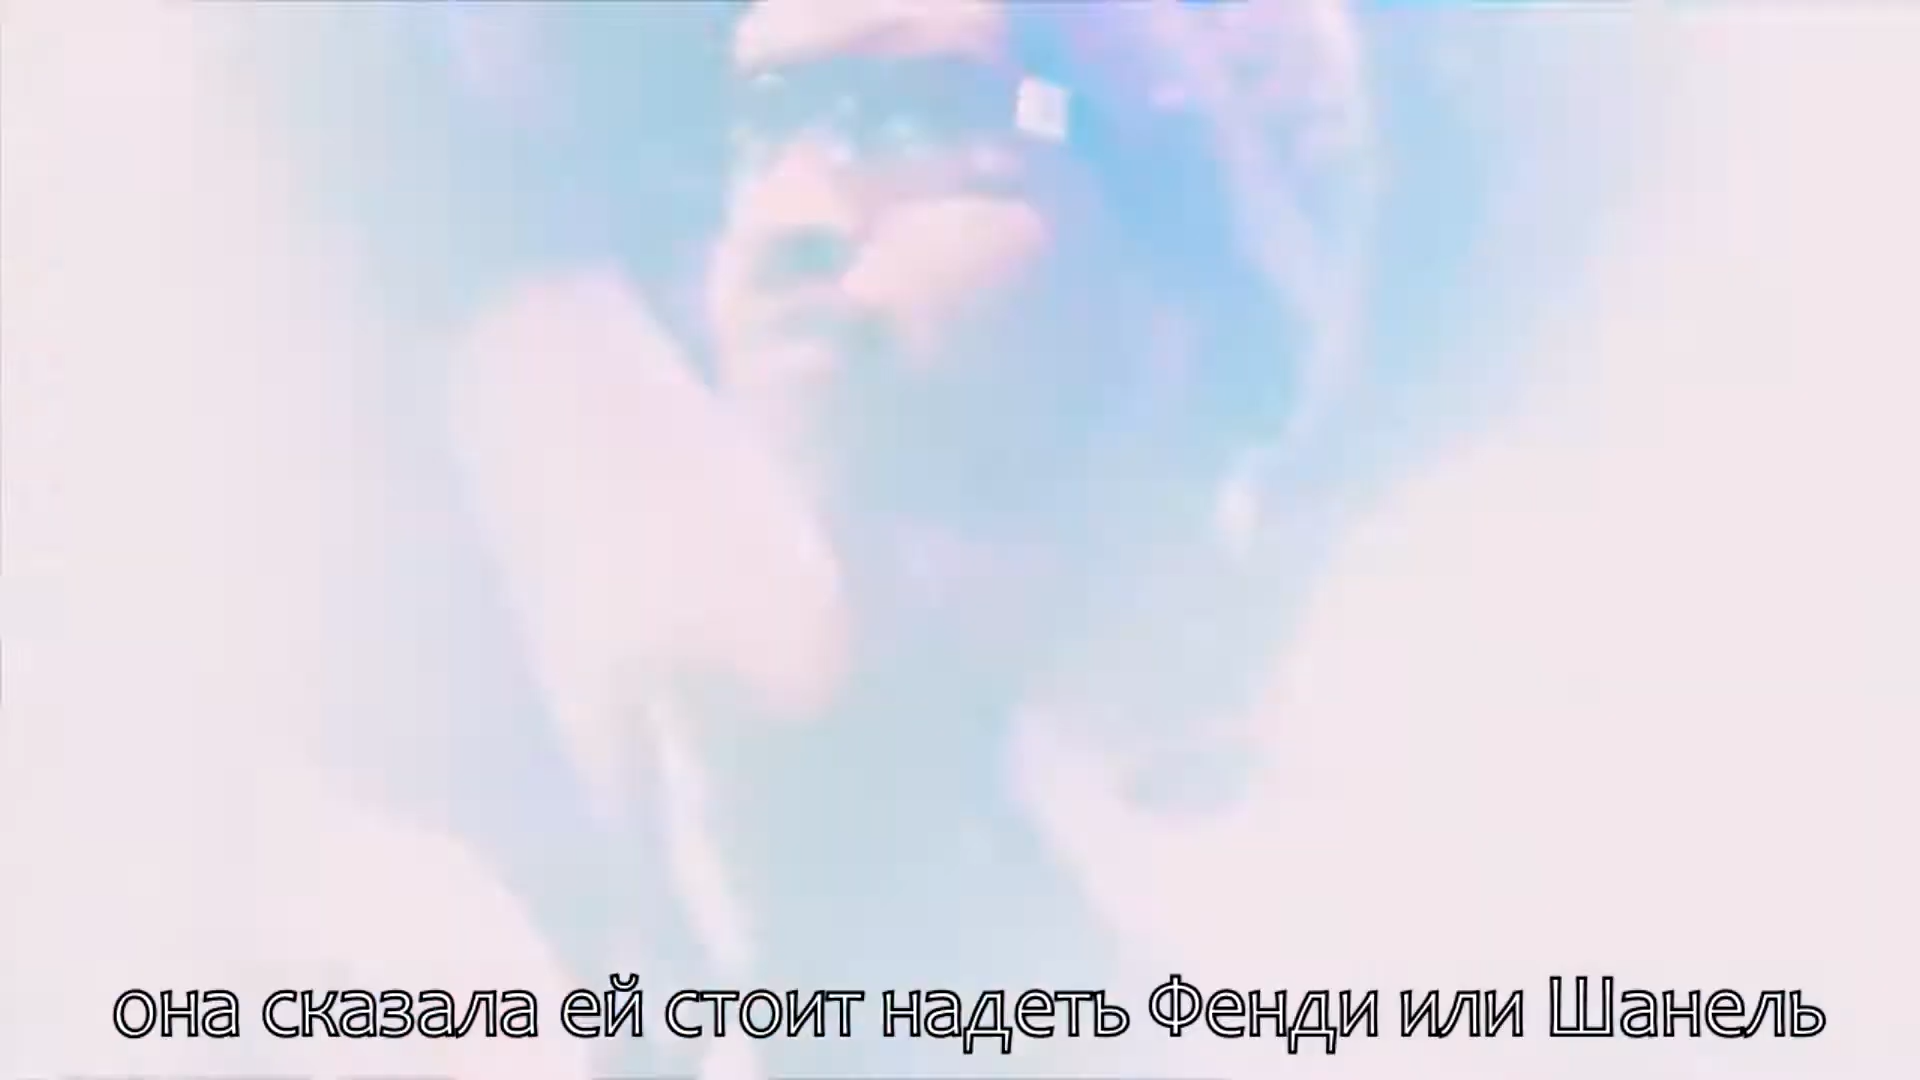 она сказала ей стоит надеть Фенди или Шанель